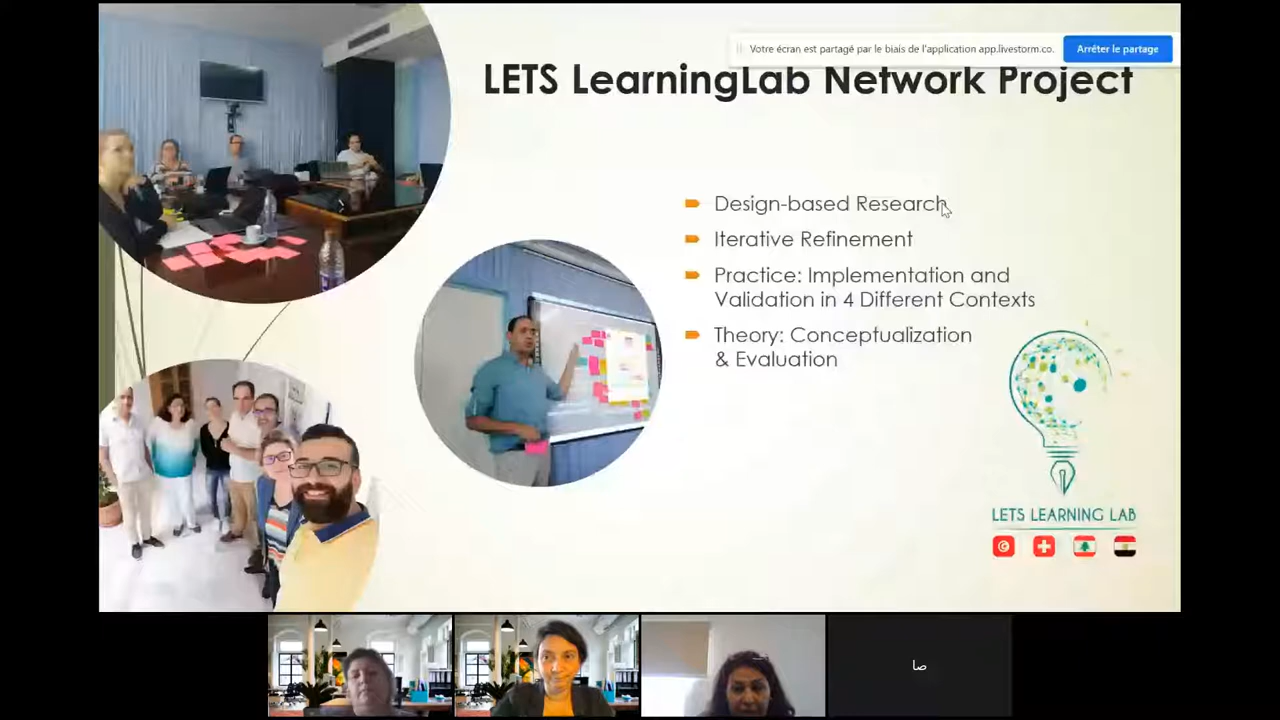 Votre écran est partagé par le biais de l'application app.livestorm.co.
Arrêter le partage
LETS LearningLab Network Project
Design-based Research
Iterative Refinement
Practice: Implementation and
Validation in 4 Different Contexts
Theory: Conceptualization
& Evaluation
LETS LEARNING LAB
صا